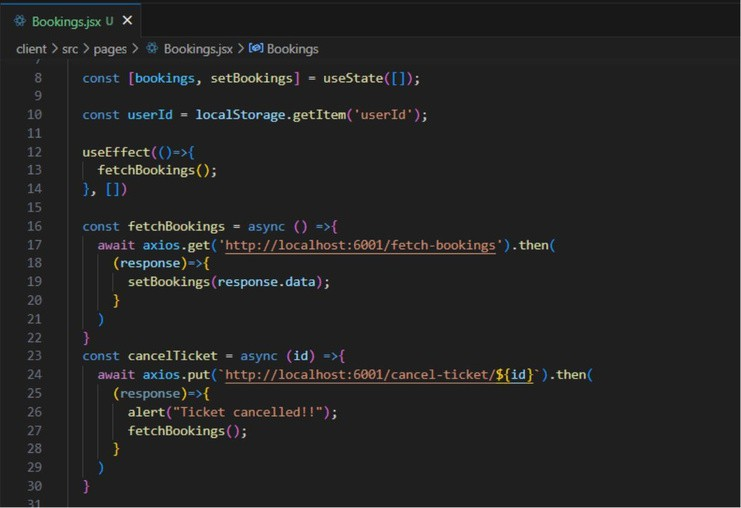 Bookings.jsx U ×
client > src > pages > Bookings.jsx > Bookings
7
8 const [bookings, setBookings] = useState([]);
9
10 const userId = localStorage.getItem('userId');
11
12 useEffect(()=>{
13 fetchBookings();
14 }, [])
15
16 const fetchBookings = async () =>{
17 await axios.get('http://localhost:6001/fetch-bookings').then(
18 (response)=>{
19 setBookings(response.data);
20 }
21 )
22 }
23 const cancelTicket = async (id) =>{
24 await axios.put(`http://localhost:6001/cancel-ticket/${id}`).then(
25 (response)=>{
26 alert("Ticket cancelled!!");
27 fetchBookings();
28 }
29 )
30 }
31